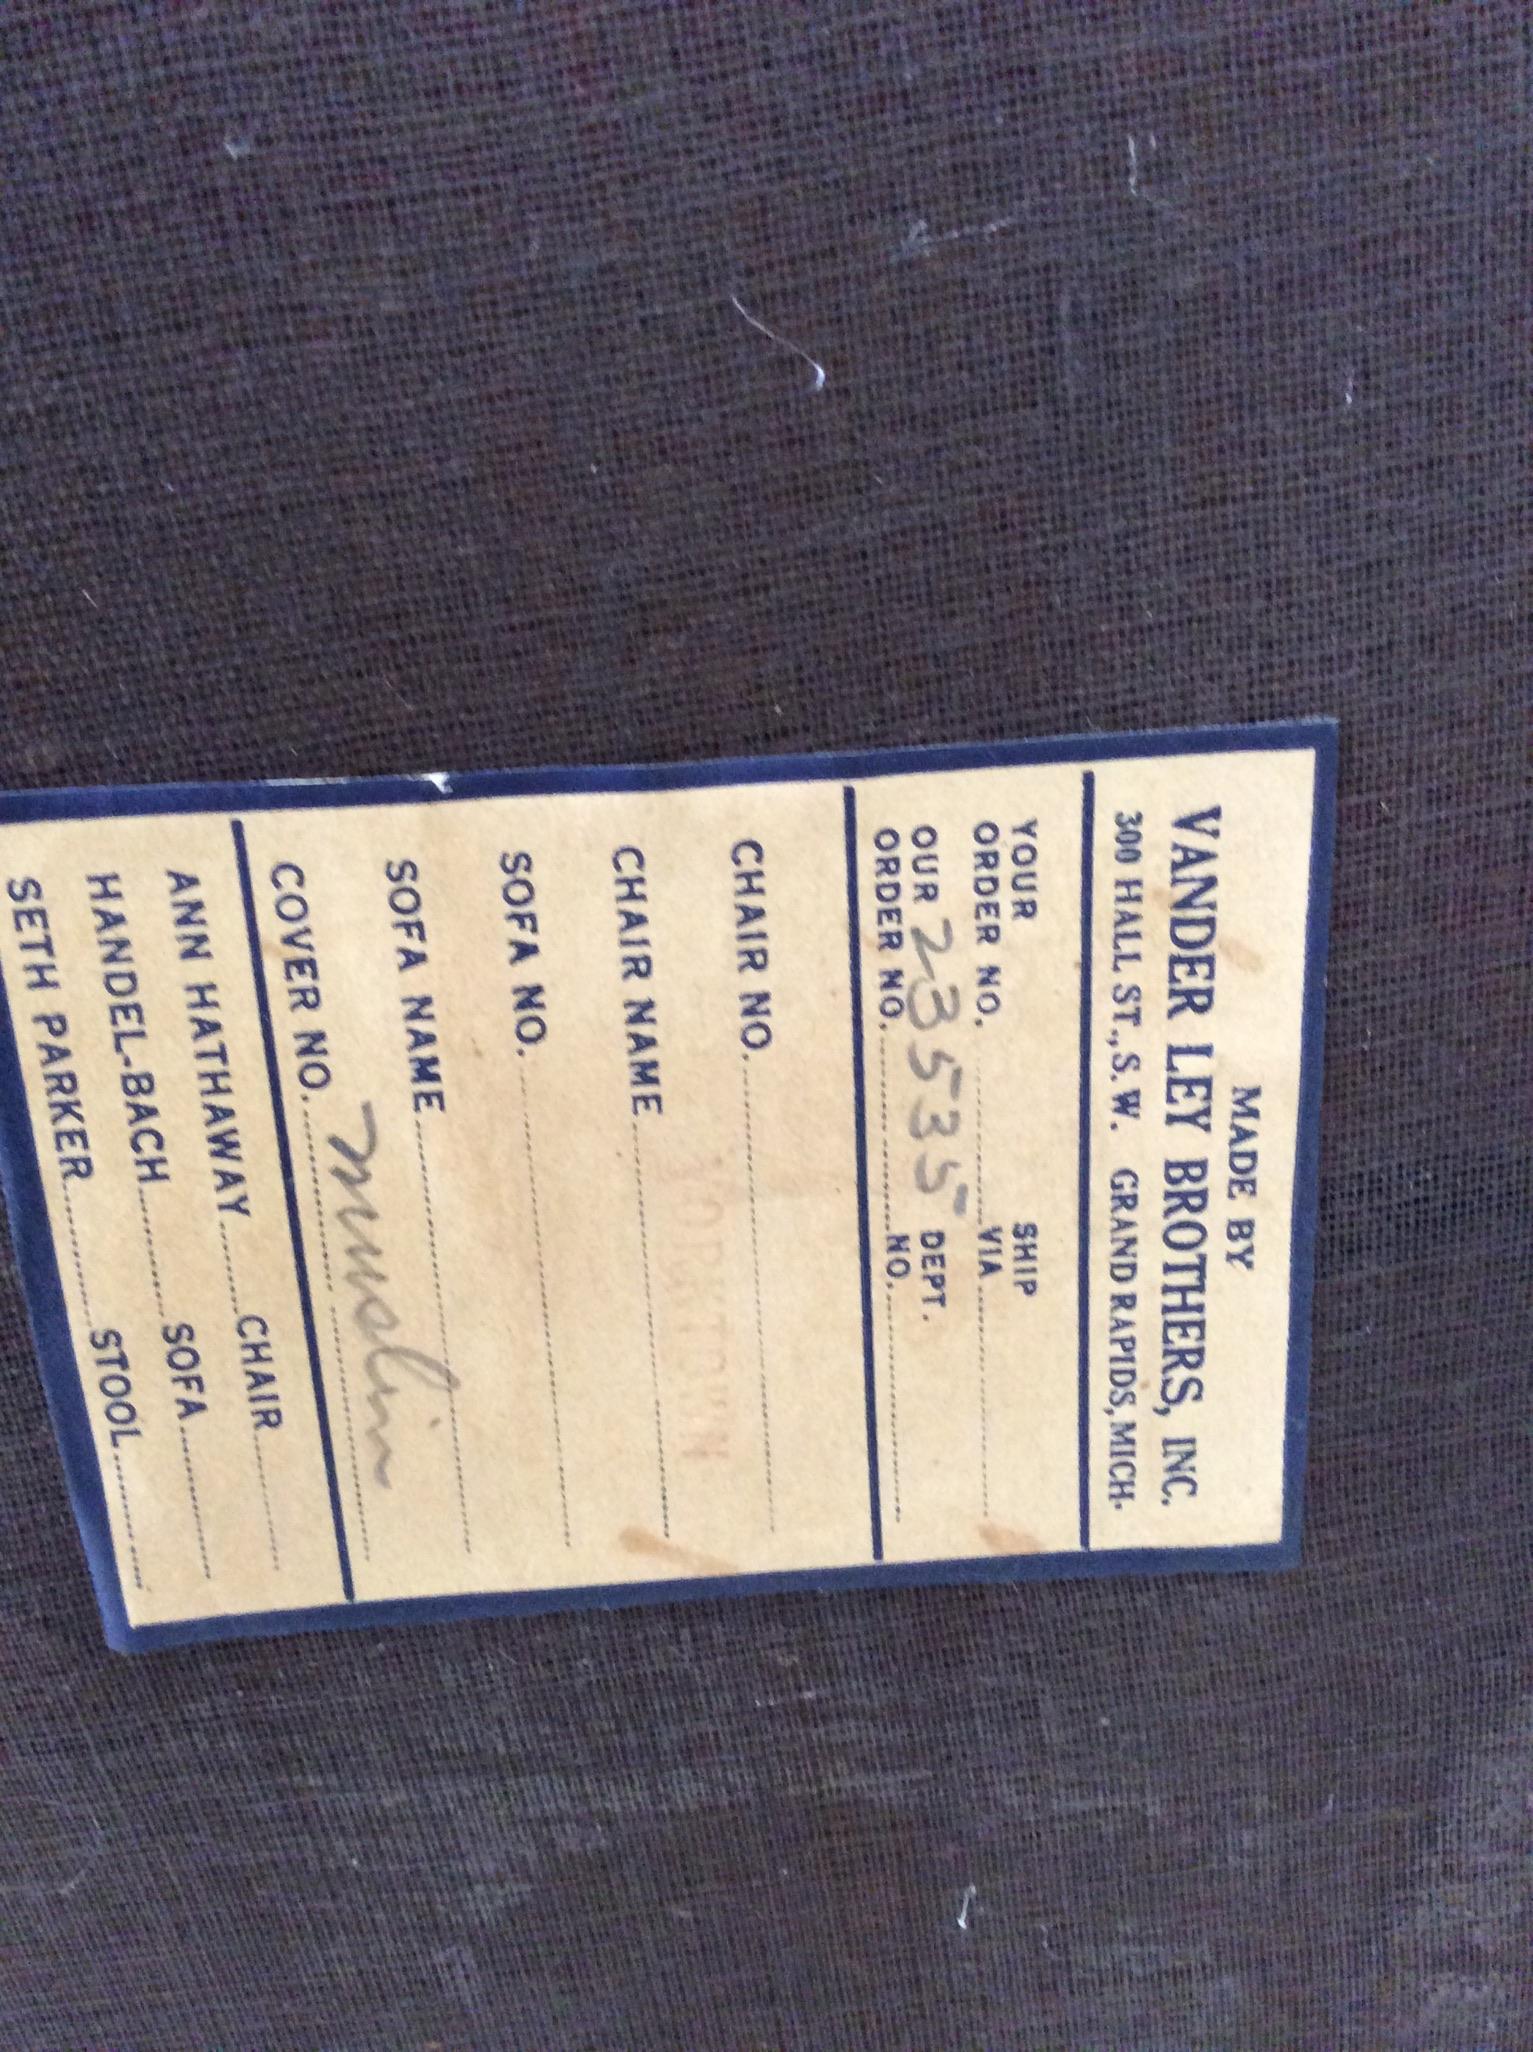 MADE BY
VANDER LEY BROTHERS, INC.
300 HALL ST., S. W. GRAND RAPIDS, MICH.
YOUR SHIP
ORDER NO. VIA
OUR 23535 DEPT.
ORDER NO. NO.
CHAIR NO.
CHAIR NAME
SOFA NO.
SOFA NAME
COVER NO. muslin
ANN HATHAWAY CHAIR
HANDEL-BACH SOFA
SETH PARKER STOOL